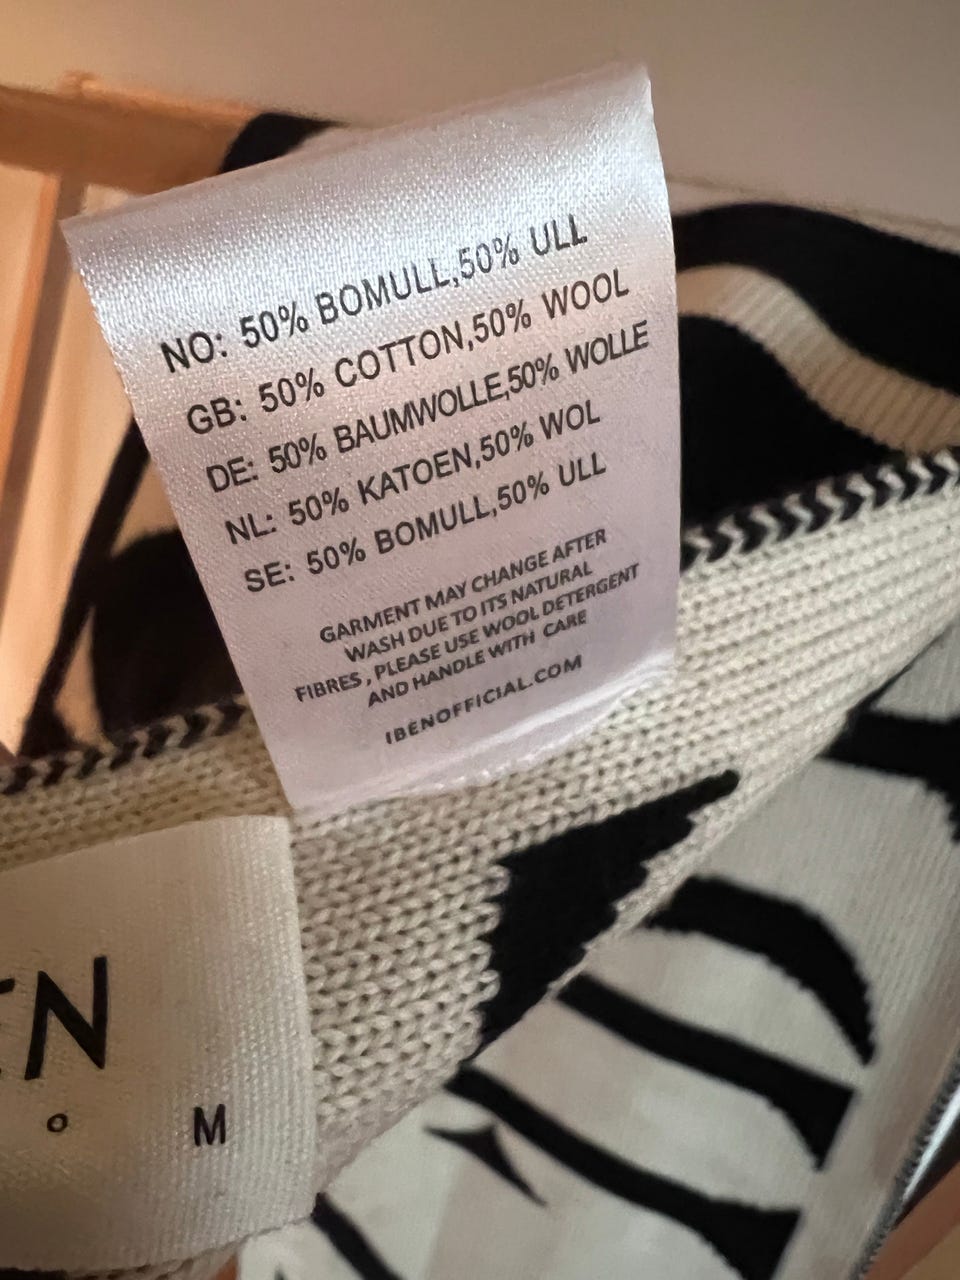 NO: 50% BOMULL,50% ULL
GB: 50% COTTON,50% WOOL
DE: 50% BAUMWOLLE,50% WOLLE
NL: 50% KATOEN,50% WOL
SE: 50% BOMULL,50% ULL
GARMENT MAY CHANGE AFTER
WASH DUE TO ITS NATURAL
FIBRES , PLEASE USE WOOL DETERGENT
AND HANDLE WITH CARE
IBENOFFICIAL.COM
M